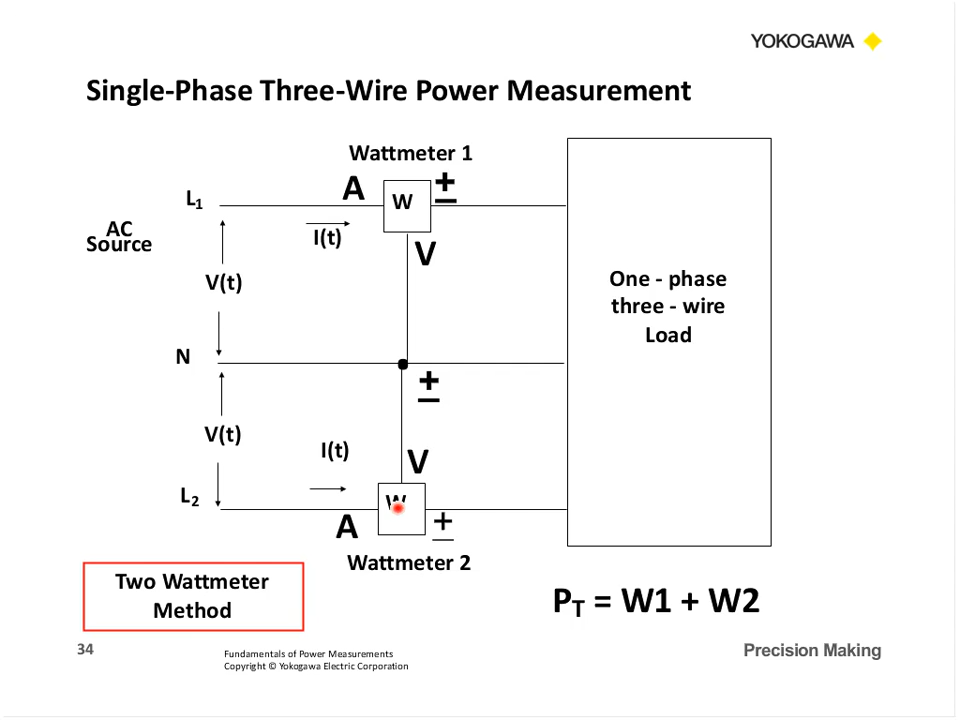 YOKOGAWA
Single-Phase Three-Wire Power Measurement
Wattmeter 1
A
W
±
L1
I(t)
AC
Source
V
V(t)
One - phase
three - wire
Load
N
±
V(t)
I(t)
V
L2
W
A
±
Wattmeter 2
Two Wattmeter
Method
PT = W1 + W2
34
Fundamentals of Power Measurements
Copyright © Yokogawa Electric Corporation
Precision Making